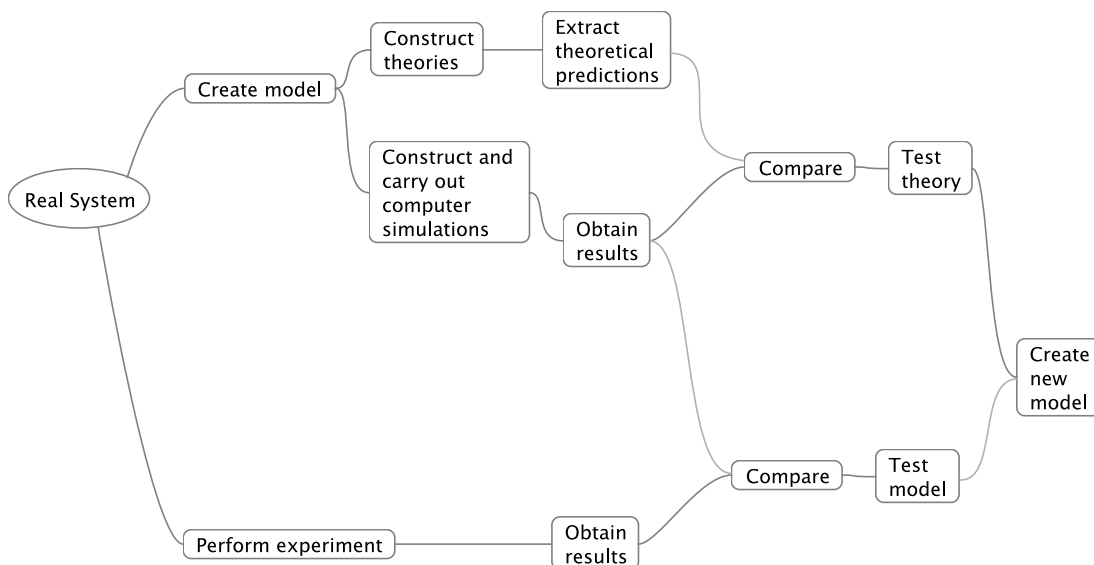 Construct
theories
Extract
theoretical
predictions
Create model
Construct and
carry out
computer
simulations
Compare
Test
theory
Real System
Obtain
results
Create
new
model
Compare
Test
model
Perform experiment
Obtain
results